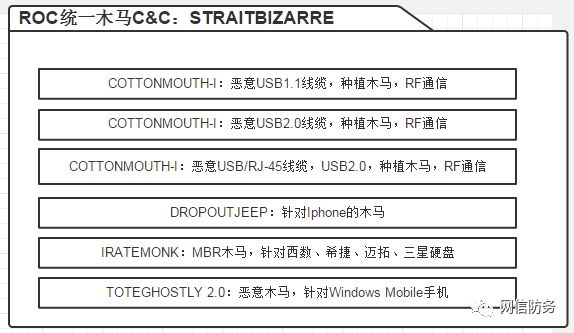 ROC统一木马C&C：STRAITBIZARRE
COTTONMOUTH-I：恶意USB1.1线缆，种植木马，RF通信
COTTONMOUTH-I：恶意USB2.0线缆，种植木马，RF通信
COTTONMOUTH-I：恶意USB/RJ-45线缆，USB2.0，种植木马，RF通信
DROPOUTJEEP：针对Iphone的木马
IRATEMONK：MBR木马，针对西数、希捷、迈拓、三星硬盘
TOTEGHOSTLY 2.0：恶意木马，针对Windows Mobile手机
网信防务